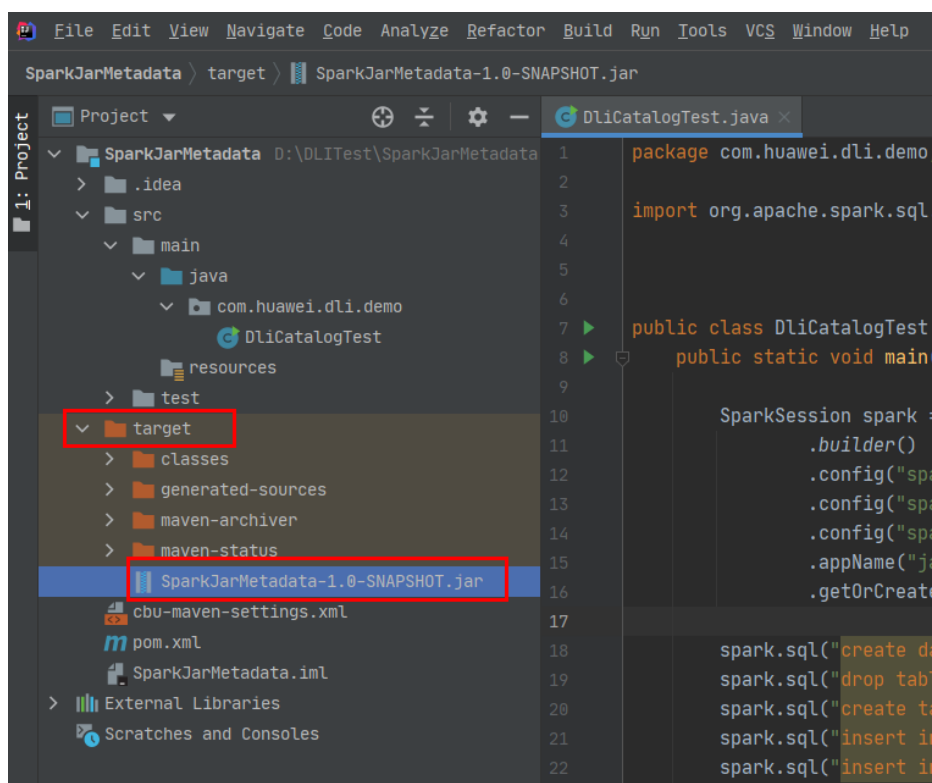 File Edit View Navigate Code Analyze Refactor Build Run Tools VCS Window Help
SparkJarMetadata target SparkJarMetadata-1.0-SNAPSHOT.jar
1: Project
Project
SparkJarMetadata D:\DLITest\SparkJarMetadata
.idea
src
main
java
com.huawei.dli.demo
DliCatalogTest
resources
test
target
classes
generated-sources
maven-archiver
maven-status
SparkJarMetadata-1.0-SNAPSHOT.jar
cbu-maven-settings.xml
pom.xml
SparkJarMetadata.iml
External Libraries
Scratches and Consoles
DliCatalogTest.java
1 package com.huawei.dli.demo
2
3 import org.apache.spark.sql
4
5
6
7 public class DliCatalogTest
8 public static void main
9
10 SparkSession spark =
11 .builder()
12 .config("spa
13 .config("spa
14 .config("spa
15 .appName("ja
16 .getOrCreate
17
18 spark.sql("create da
19 spark.sql("drop tabl
20 spark.sql("create ta
21 spark.sql("insert in
22 spark.sql("insert in